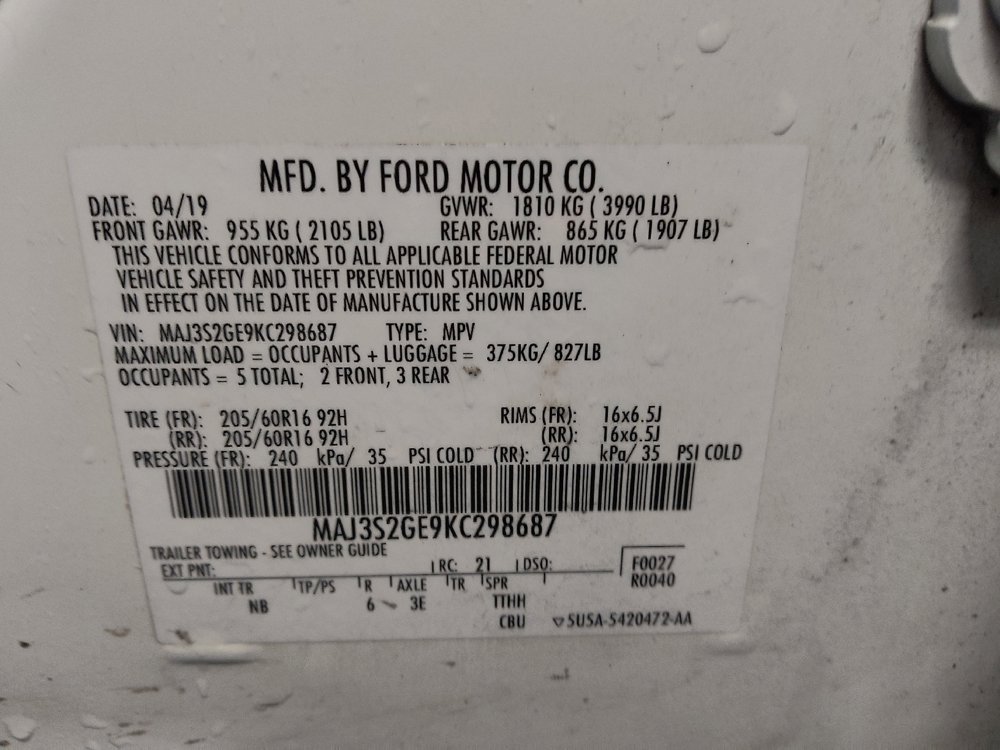 MFD. BY FORD MOTOR CO.
DATE: 04/19 GVWR: 1810 KG ( 3990 LB)
FRONT GAWR: 955 KG ( 2105 LB) REAR GAWR: 865 KG ( 1907 LB)
THIS VEHICLE CONFORMS TO ALL APPLICABLE FEDERAL MOTOR
VEHICLE SAFETY AND THEFT PREVENTION STANDARDS
IN EFFECT ON THE DATE OF MANUFACTURE SHOWN ABOVE.
VIN: MAJ3S2GE9KC298687 TYPE: MPV
MAXIMUM LOAD = OCCUPANTS + LUGGAGE = 375KG/ 827LB
OCCUPANTS = 5 TOTAL; 2 FRONT, 3 REAR
TIRE (FR): 205/60R16 92H RIMS (FR): 16x6.5J
(RR): 205/60R16 92H (RR): 16x6.5J
PRESSURE (FR): 240 kPa/ 35 PSI COLD (RR): 240 kPa/ 35 PSI COLD
MAJ3S2GE9KC298687
TRAILER TOWING - SEE OWNER GUIDE
EXT PNT: RC: 21 DSO: F0027
INT TR TP/PS R AXLE TR SPR R0040
NB 6 3E TTHH
CBU ▽5U5A-5420472-AA